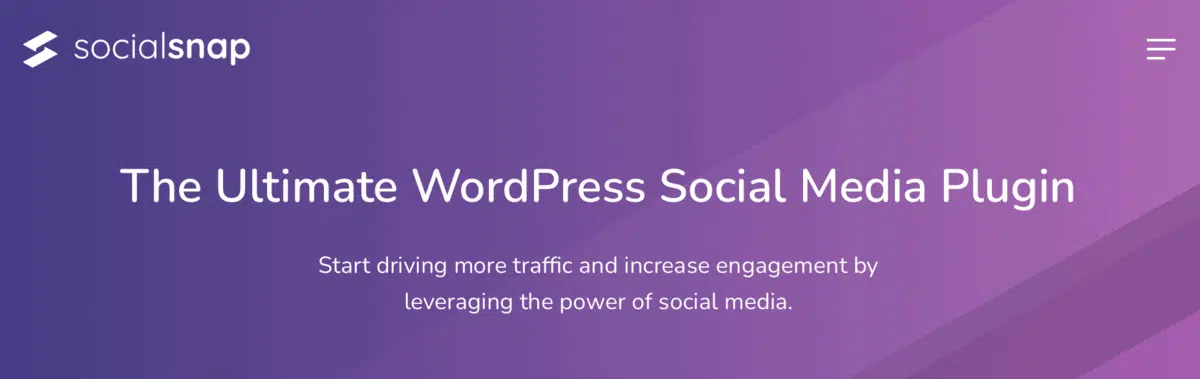 socialsnap
The Ultimate WordPress Social Media Plugin
Start driving more traffic and increase engagement by
leveraging the power of social media.